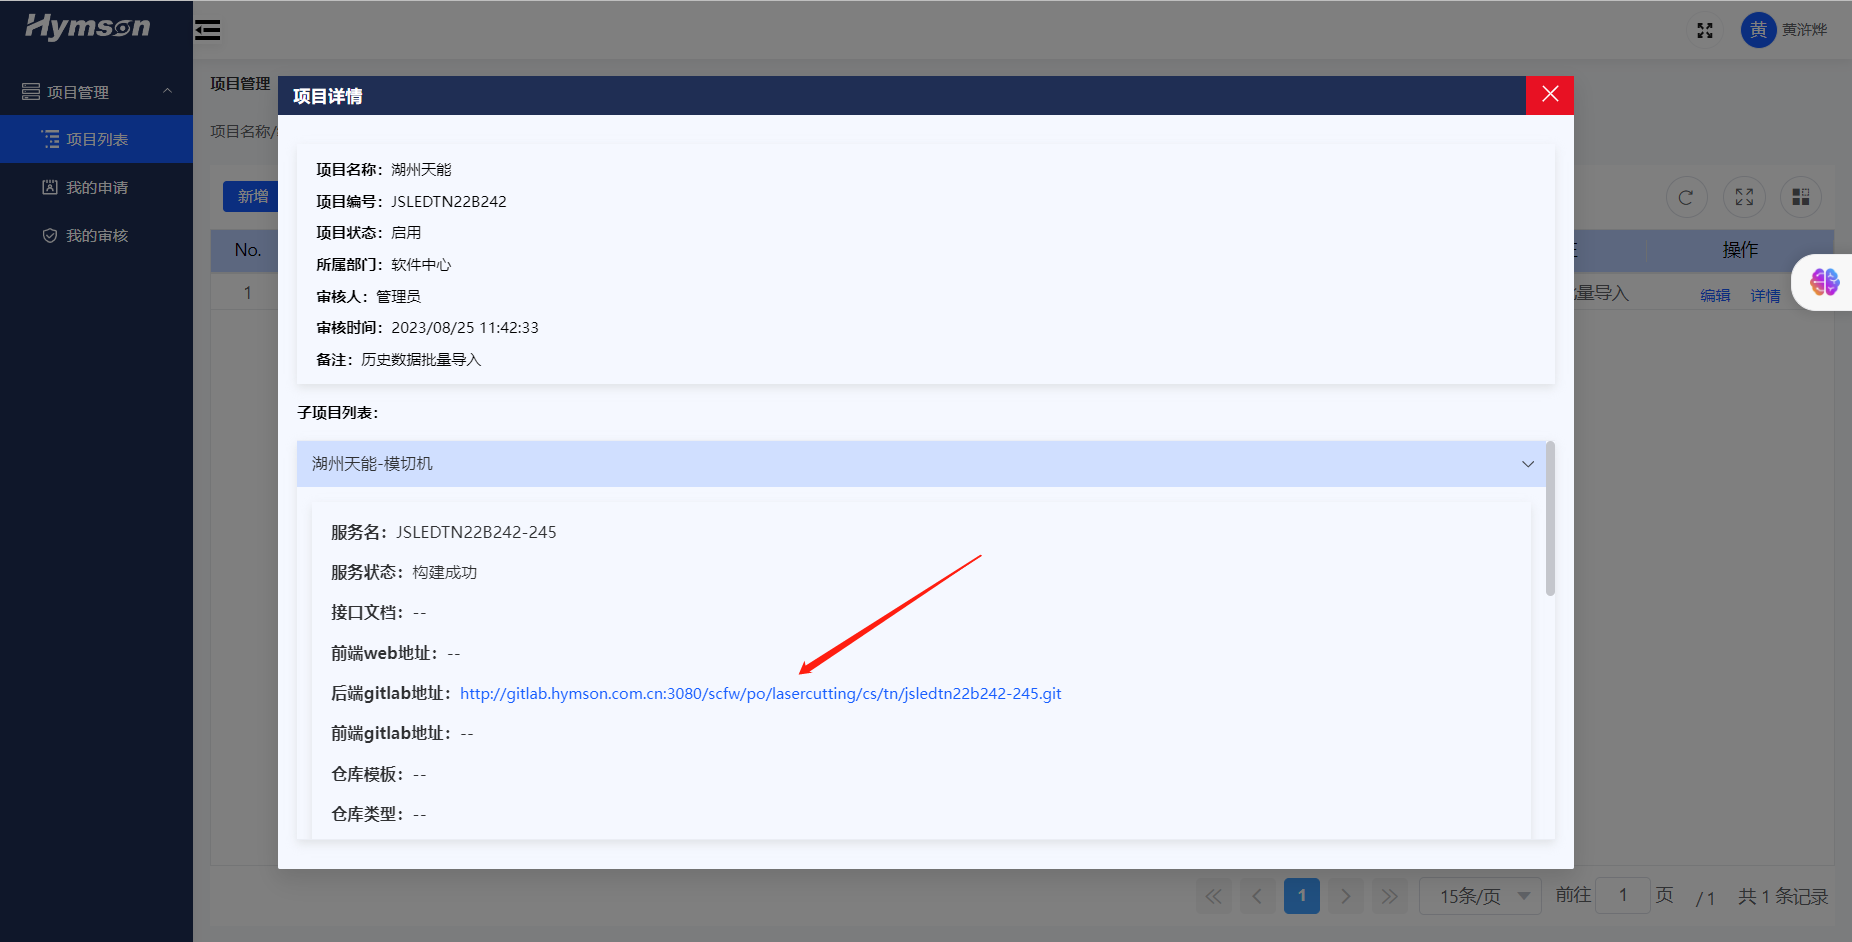 Hymson
黄
黄浒烨
项目管理
项目列表
我的申请
我的审核
项目管理
项目名称/
新增
No.
操作
1
量导入
编辑
详情
项目详情
项目名称：湖州天能
项目编号：JSLEDTN22B242
项目状态：启用
所属部门：软件中心
审核人：管理员
审核时间：2023/08/25 11:42:33
备注：历史数据批量导入
子项目列表：
湖州天能-模切机
服务名：JSLEDTN22B242-245
服务状态：构建成功
接口文档：--
前端web地址：--
后端gitlab地址：http://gitlab.hymson.com.cn:3080/scfw/po/lasercutting/cs/tn/jsledtn22b242-245.git
前端gitlab地址：--
仓库模板：--
仓库类型：--
1
15条/页
前往 1 页 / 1 共 1 条记录